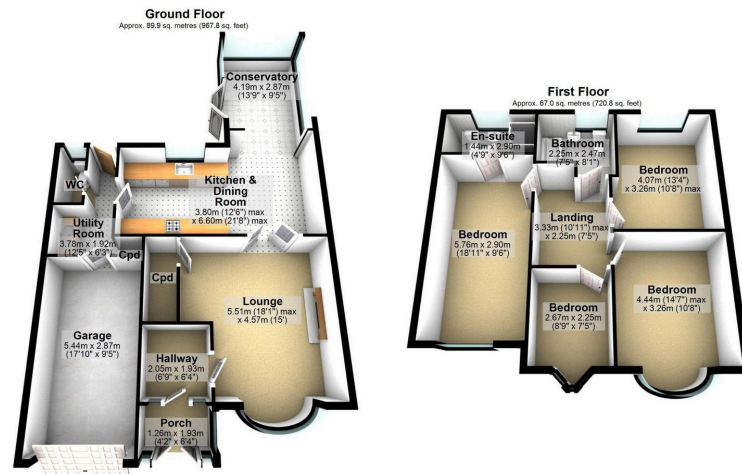 Ground Floor
Approx. 89.9 sq. metres (967.8 sq. feet)
Conservatory
4.19m x 2.87m
(13'9" x 9'5")
WC
Kitchen &
Dining
Room
3.80m (12'6") max
x 6.60m (21'8") max
Utility
Room
3.78m x 1.92m
(12'5" x 6'3")
Cpd
Cpd
Lounge
5.51m (18'1") max
x 4.57m (15')
Garage
5.44m x 2.87m
(17'10" x 9'5")
Hallway
2.05m x 1.93m
(6'9" x 6'4")
Porch
1.26m x 1.93m
(4'2" x 6'4")
First Floor
Approx. 67.0 sq. metres (720.8 sq. feet)
En-suite
1.44m x 2.90m
(4'9" x 9'6")
Bathroom
2.25m x 2.47m
(7'5" x 8'1")
Bedroom
4.07m (13'4")
x 3.26m (10'8") max
Bedroom
5.76m x 2.90m
(18'11" x 9'6")
Landing
3.33m (10'11") max
x 2.25m (7'5")
Bedroom
2.67m x 2.25m
(8'9" x 7'5")
Bedroom
4.44m (14'7") max
x 3.26m (10'8")